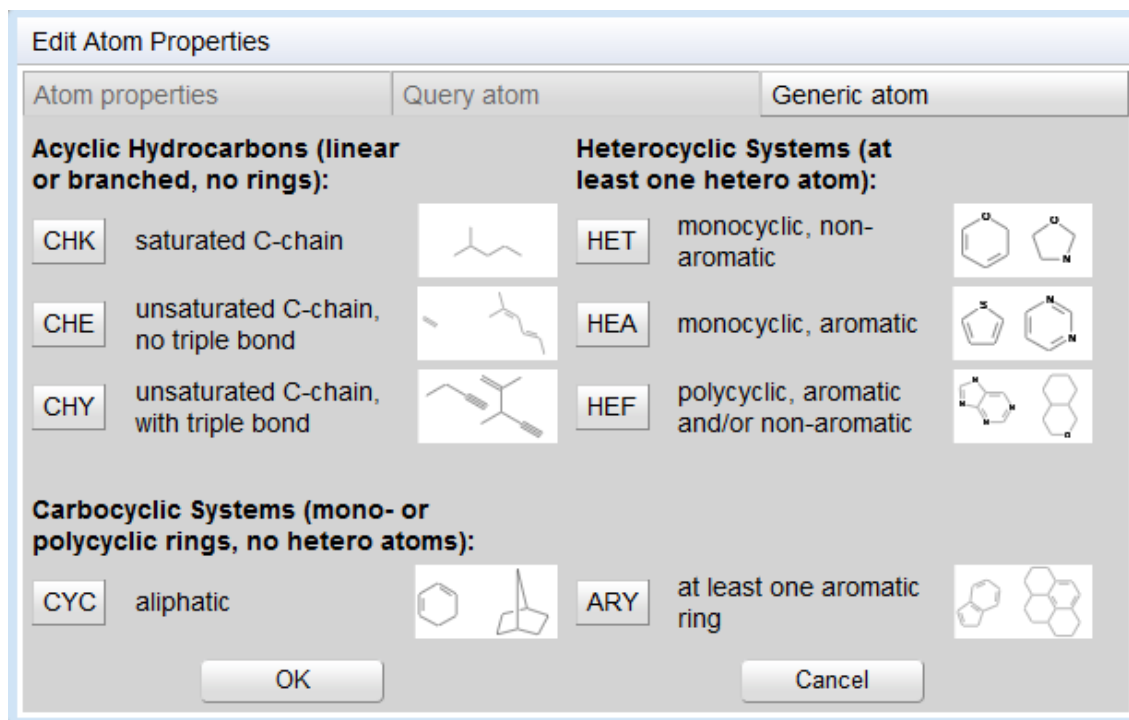 Edit Atom Properties
Atom properties
Query atom
Generic atom
Acyclic Hydrocarbons (linear
or branched, no rings):
CHK
saturated C-chain
CHE
unsaturated C-chain,
no triple bond
CHY
unsaturated C-chain,
with triple bond
Heterocyclic Systems (at
least one hetero atom):
HET
monocyclic, non-
aromatic
O
O
N
HEA
monocyclic, aromatic
S
N
N
HEF
polycyclic, aromatic
and/or non-aromatic
N
N
N
N
O
Carbocyclic Systems (mono- or
polycyclic rings, no hetero atoms):
CYC
aliphatic
ARY
at least one aromatic
ring
OK
Cancel